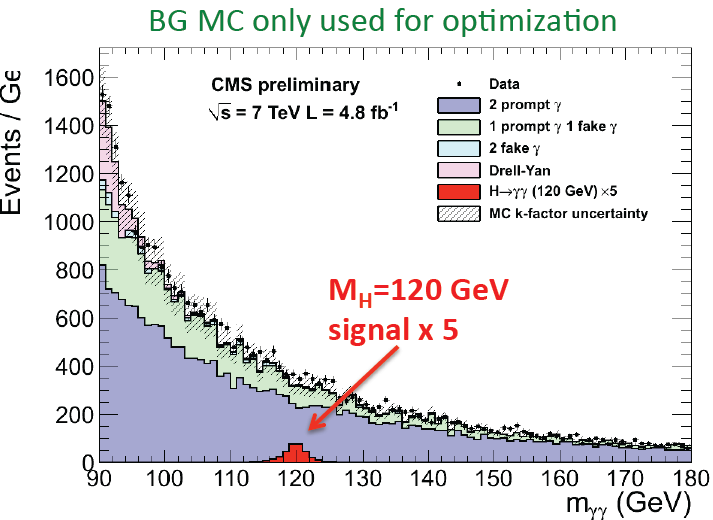 BG MC only used for optimization
Events / Ge
1600
1400
1200
1000
800
600
400
200
0
CMS preliminary
√s = 7 TeV L = 4.8 fb⁻¹
Data
2 prompt γ
1 prompt γ 1 fake γ
2 fake γ
Drell-Yan
H→γγ (120 GeV) ×5
MC k-factor uncertainty
M_H=120 GeV
signal x 5
90 100 110 120 130 140 150 160 170 180
m_γγ (GeV)